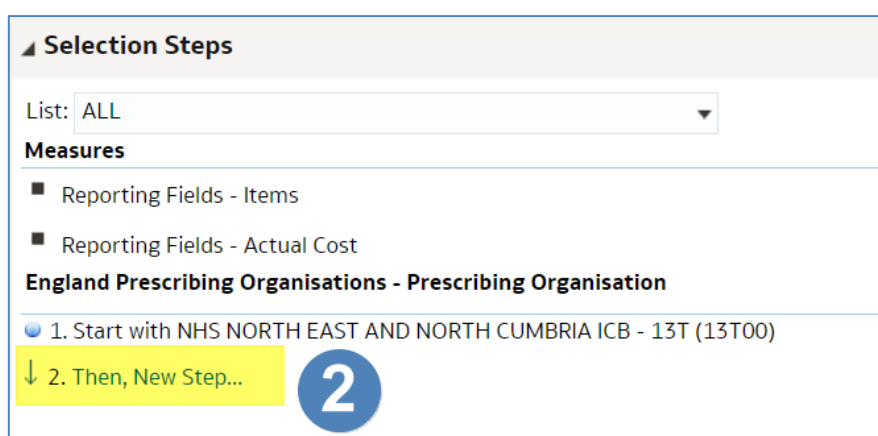 Selection Steps
List: ALL
Measures
Reporting Fields - Items
Reporting Fields - Actual Cost
England Prescribing Organisations - Prescribing Organisation
1. Start with NHS NORTH EAST AND NORTH CUMBRIA ICB - 13T (13T00)
2. Then, New Step...
2